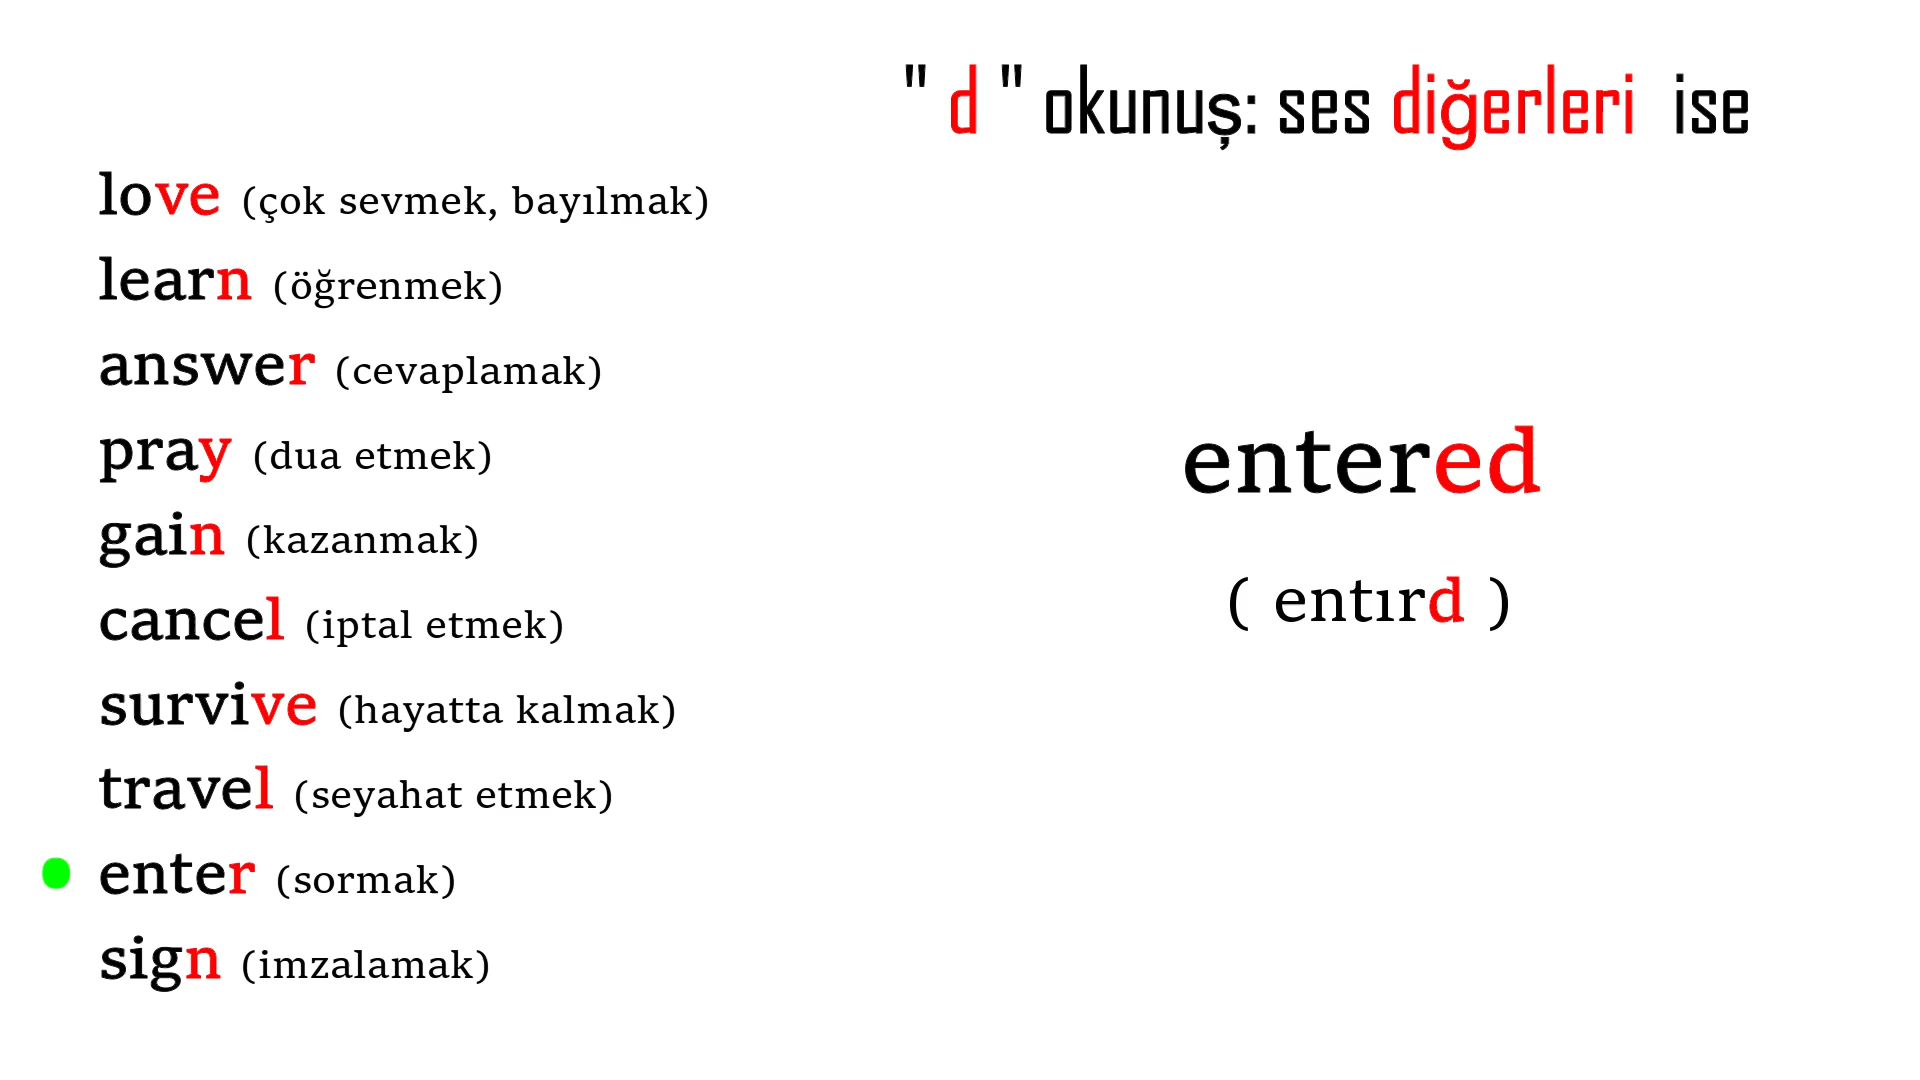 " d " okunuş: ses diğerleri ise
love (çok sevmek, bayılmak)
learn (öğrenmek)
answer (cevaplamak)
pray (dua etmek)
gain (kazanmak)
cancel (iptal etmek)
survive (hayatta kalmak)
travel (seyahat etmek)
enter (sormak)
sign (imzalamak)
entered
( entırd )